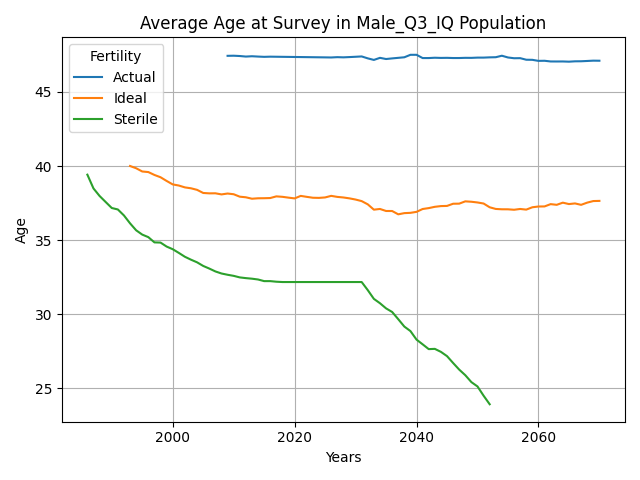 Average Age at Survey in Male_Q3_IQ Population
Fertility
Actual
Ideal
Sterile
45
40
35
30
25
Age
2000
2020
2040
2060
Years